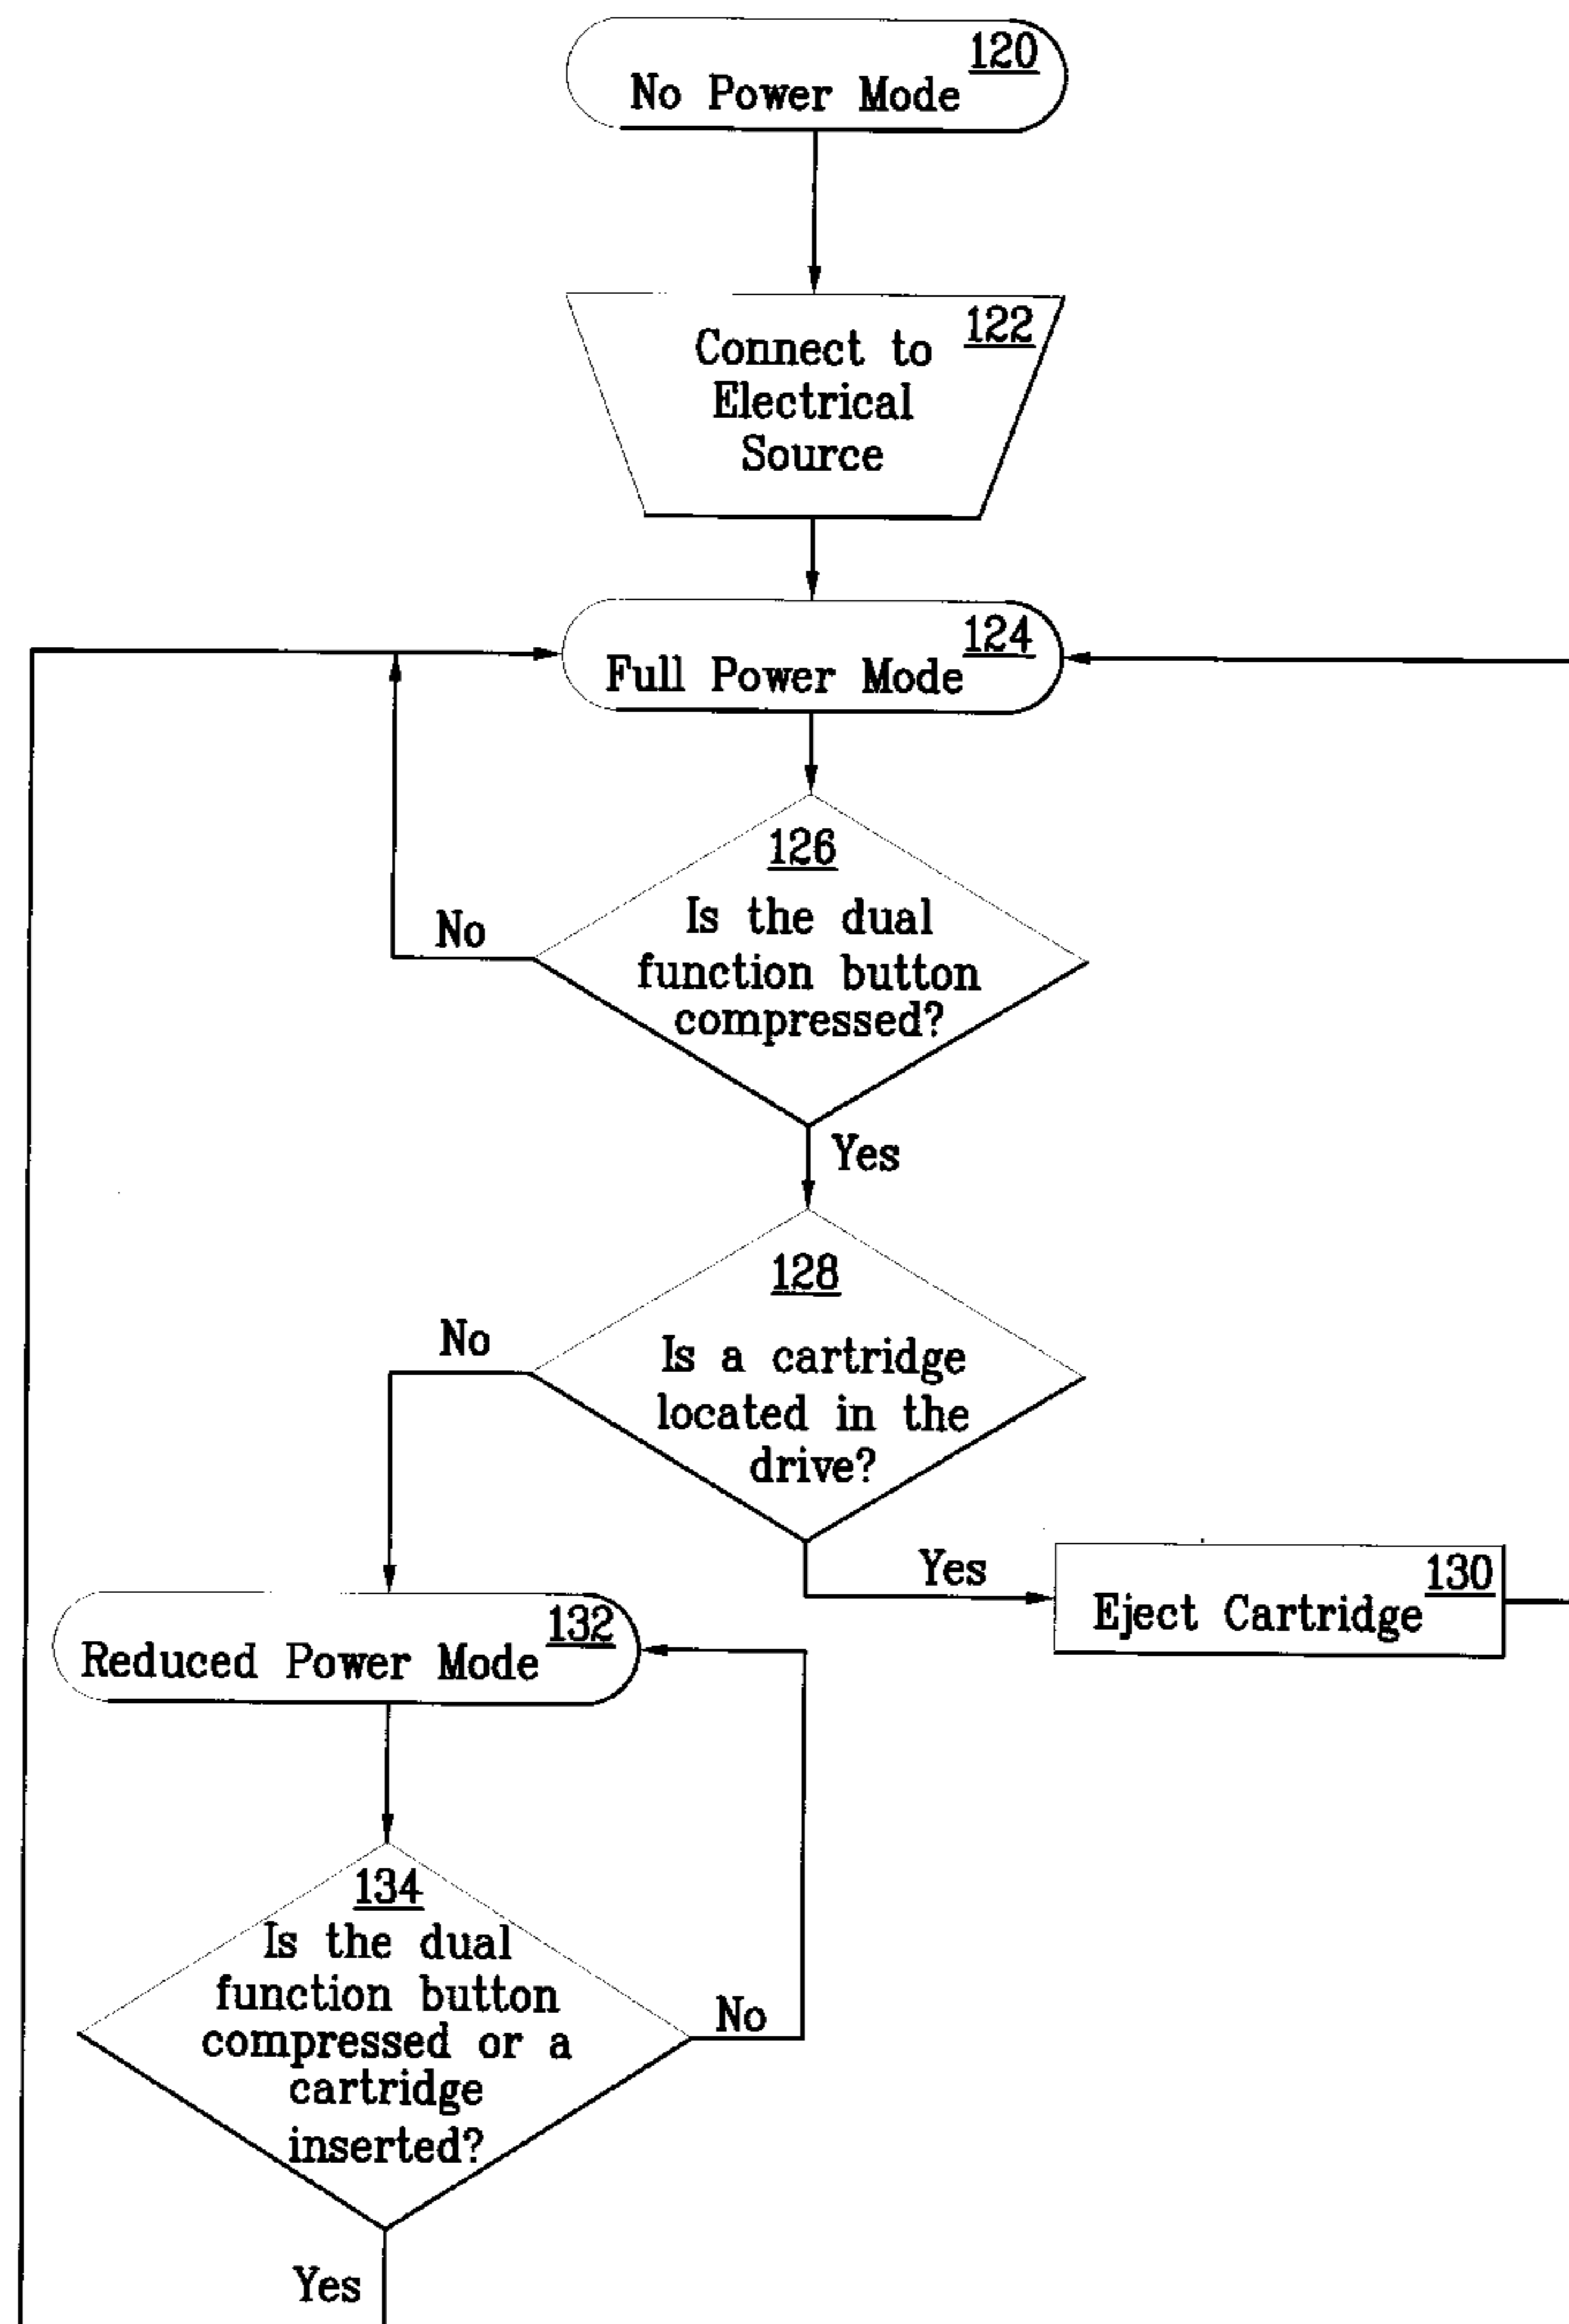 120
No Power Mode
122
Connect to
Electrical
Source
124
Full Power Mode
126
Is the dual
function button
compressed?
No
Yes
128
Is a cartridge
located in the
drive?
No
Yes
130
Eject Cartridge
132
Reduced Power Mode
134
Is the dual
function button
compressed or a
cartridge
inserted?
No
Yes